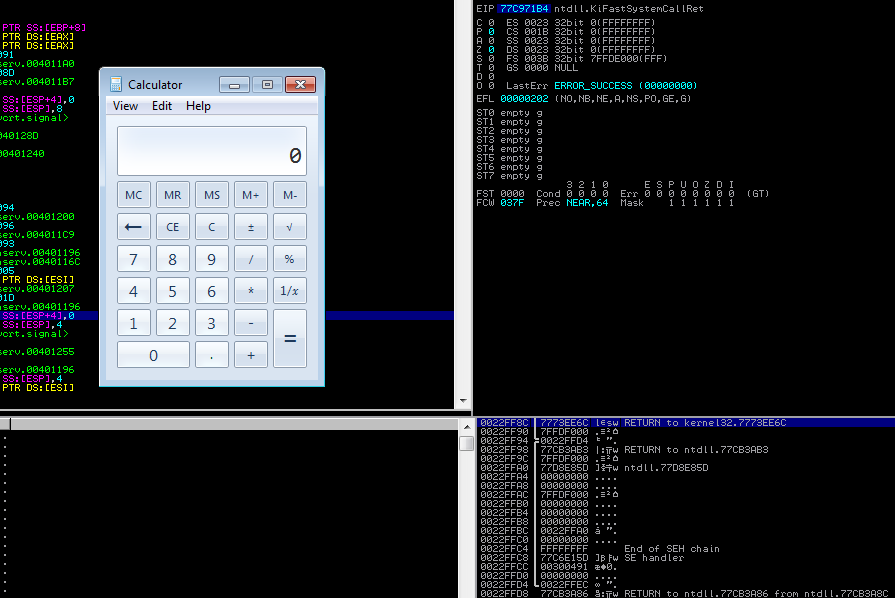 PTR SS:[EBP+8]
PTR DS:[EAX]
PTR DS:[EAX]
091
serv.004011A0
08D
serv.004011B7
SS:[ESP+4],0
SS:[ESP],8
vcrt.signal>
0040128D
00401240
094
serv.00401200
096
serv.004011C9
093
nserv.00401196
nserv.0040116C
005
PTR DS:[ESI]
serv.00401207
01D
nserv.00401196
SS:[ESP+4],0
SS:[ESP],4
vcrt.signal>
serv.00401255
serv.00401196
SS:[ESP],4
PTR DS:[ESI]
Calculator
View Edit Help
0
MC MR MS M+ M-
← CE C ± √
7 8 9 / %
4 5 6 * 1/x
1 2 3 - =
0 . +
EIP 77C971B4 ntdll.KiFastSystemCallRet
C 0 ES 0023 32bit 0(FFFFFFFF)
P 0 CS 001B 32bit 0(FFFFFFFF)
A 0 SS 0023 32bit 0(FFFFFFFF)
Z 0 DS 0023 32bit 0(FFFFFFFF)
S 0 FS 003B 32bit 7FFDE000(FFF)
T 0 GS 0000 NULL
D 0
O 0 LastErr ERROR_SUCCESS (00000000)
EFL 00000202 (NO,NB,NE,A,NS,PO,GE,G)
ST0 empty g
ST1 empty g
ST2 empty g
ST3 empty g
ST4 empty g
ST5 empty g
ST6 empty g
ST7 empty g
3 2 1 0 E S P U O Z D I
FST 0000 Cond 0 0 0 0 Err 0 0 0 0 0 0 0 0 (GT)
FCW 037F Prec NEAR,64 Mask 1 1 1 1 1 1
0022FF8C 7773EE6C RETURN to kernel32.7773EE6C
0022FF90 7FFDF000
0022FF94 0022FFD4
0022FF98 77CB3AB3 RETURN to ntdll.77CB3AB3
0022FF9C 7FFDF000
0022FFA0 77D8E85D ntdll.77D8E85D
0022FFA4 00000000 ....
0022FFA8 00000000 ....
0022FFAC 7FFDF000
0022FFB0 00000000 ....
0022FFB4 00000000 ....
0022FFB8 00000000 ....
0022FFBC 0022FFA0
0022FFC0 00000000 ....
0022FFC4 FFFFFFFF End of SEH chain
0022FFC8 77C6E15D SE handler
0022FFCC 00300491
0022FFD0 00000000 ....
0022FFD4 0022FFEC
0022FFD8 77CB3A86 RETURN to ntdll.77CB3A86 from ntdll.77CB3A8C